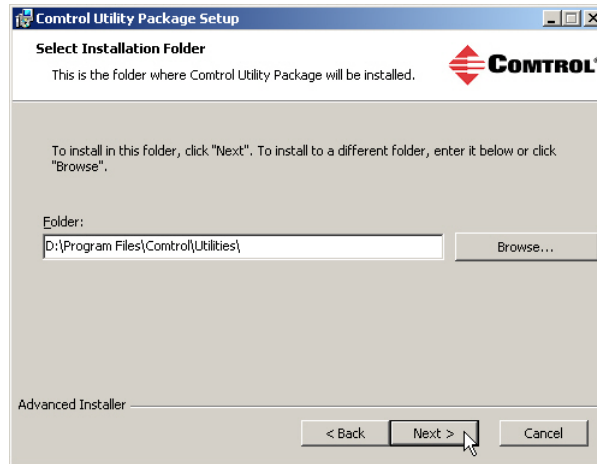 Comtrol Utility Package Setup
Select Installation Folder
This is the folder where Comtrol Utility Package will be installed.
COMTROL
To install in this folder, click "Next". To install to a different folder, enter it below or click
"Browse".
Folder:
D:\Program Files\Comtrol\Utilities\
Browse...
Advanced Installer
< Back
Next >
Cancel